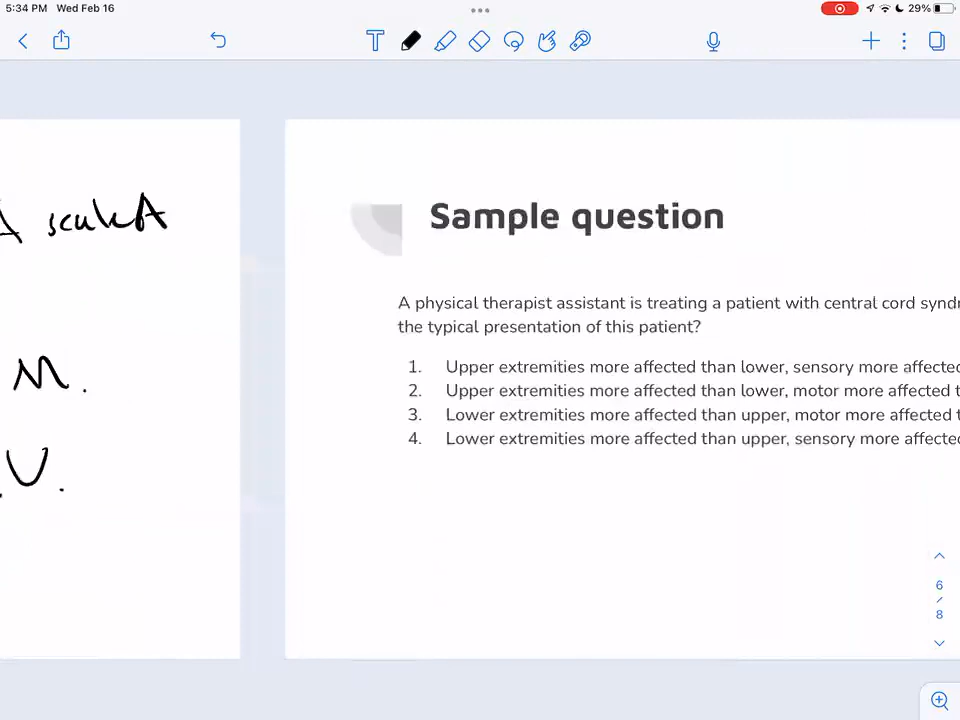 5:34 PM Wed Feb 16
29%
T
Sample question
A physical therapist assistant is treating a patient with central cord
the typical presentation of this patient?
1. Upper extremities more affected than lower, sensory more affected
2. Upper extremities more affected than lower, motor more affected
3. Lower extremities more affected than upper, motor more affected
4. Lower extremities more affected than upper, sensory more affected
M.
U.
6
/
8